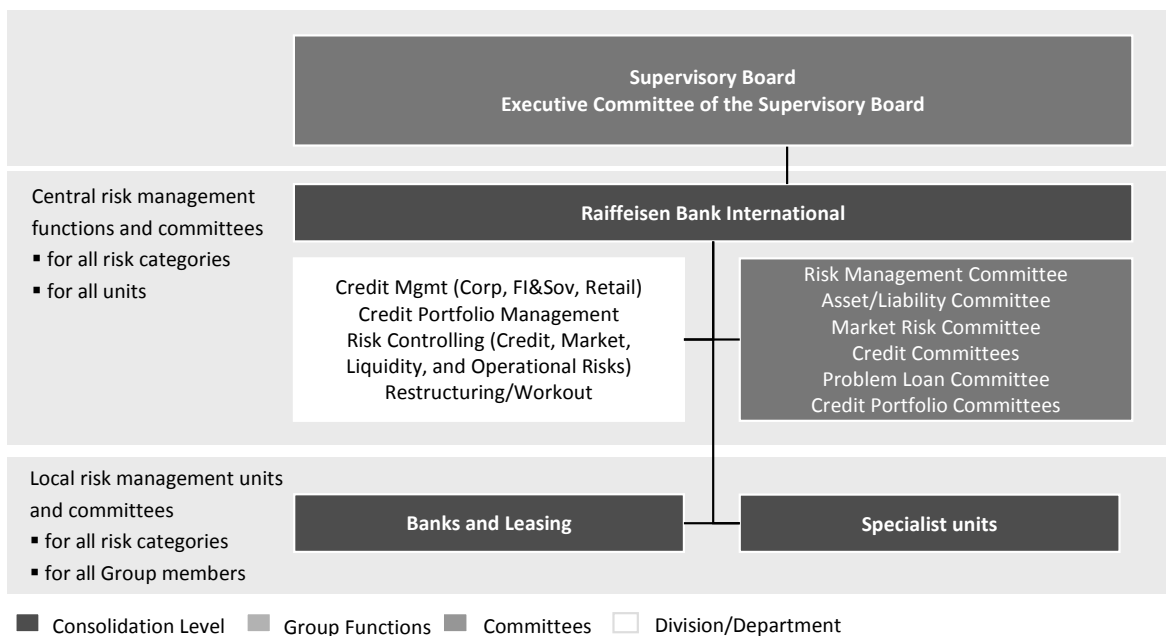 Supervisory Board
Executive Committee of the Supervisory Board
Central risk management
functions and committees
▪ for all risk categories
▪ for all units
Raiffeisen Bank International
Credit Mgmt (Corp, FI&Sov, Retail)
Credit Portfolio Management
Risk Controlling (Credit, Market,
Liquidity, and Operational Risks)
Restructuring/Workout
Risk Management Committee
Asset/Liability Committee
Market Risk Committee
Credit Committees
Problem Loan Committee
Credit Portfolio Committees
Local risk management units
and committees
▪ for all risk categories
▪ for all Group members
Banks and Leasing
Specialist units
Consolidation Level Group Functions Committees Division/Department